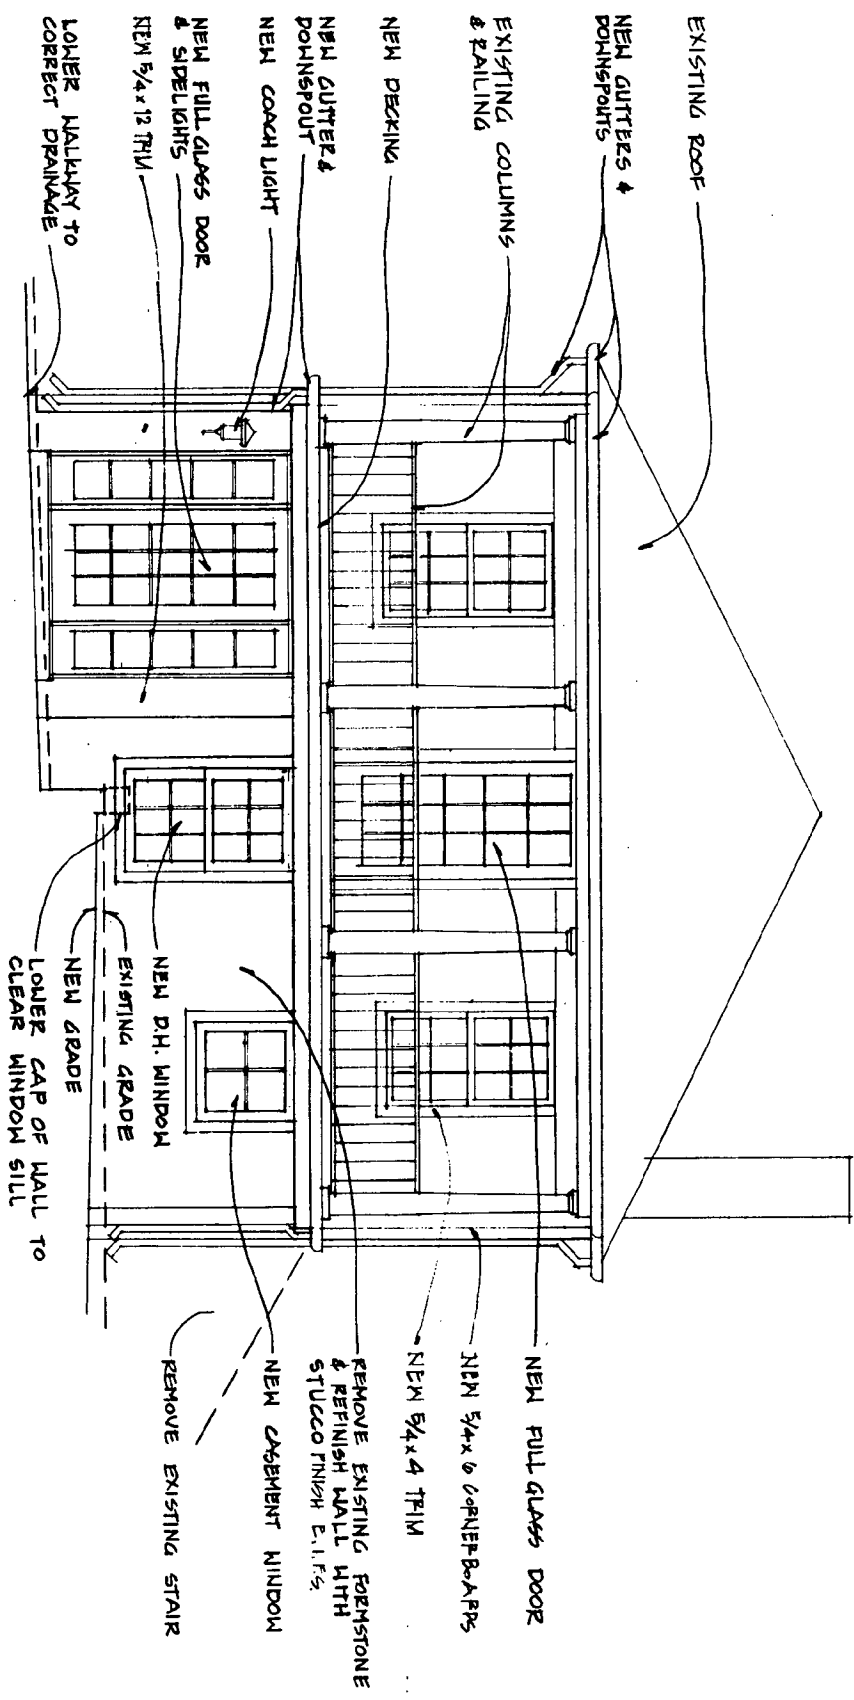 EXISTING ROOF
NEW GUTTERS &
DOWNSPOUTS
EXISTING COLUMNS
& RAILING
NEW DECKING
NEW GUTTER &
DOWNSPOUT
NEW COACH LIGHT
NEW FULL GLASS DOOR
& SIDELIGHTS
NEW 5/4 x 12 TRIM
LOWER WALKWAY TO
CORRECT DRAINAGE
NEW D.H. WINDOW
EXISTING GRADE
NEW GRADE
LOWER CAP OF WALL TO
CLEAR WINDOW SILL
NEW FULL GLASS DOOR
NEW 5/4 x 6 CORNERBOARDS
NEW 5/4 x 4 TRIM
REMOVE EXISTING FORMSTONE
& REFINISH WALL WITH
STUCCO FINISH E.I.F.S.
NEW CASEMENT WINDOW
REMOVE EXISTING STAIR